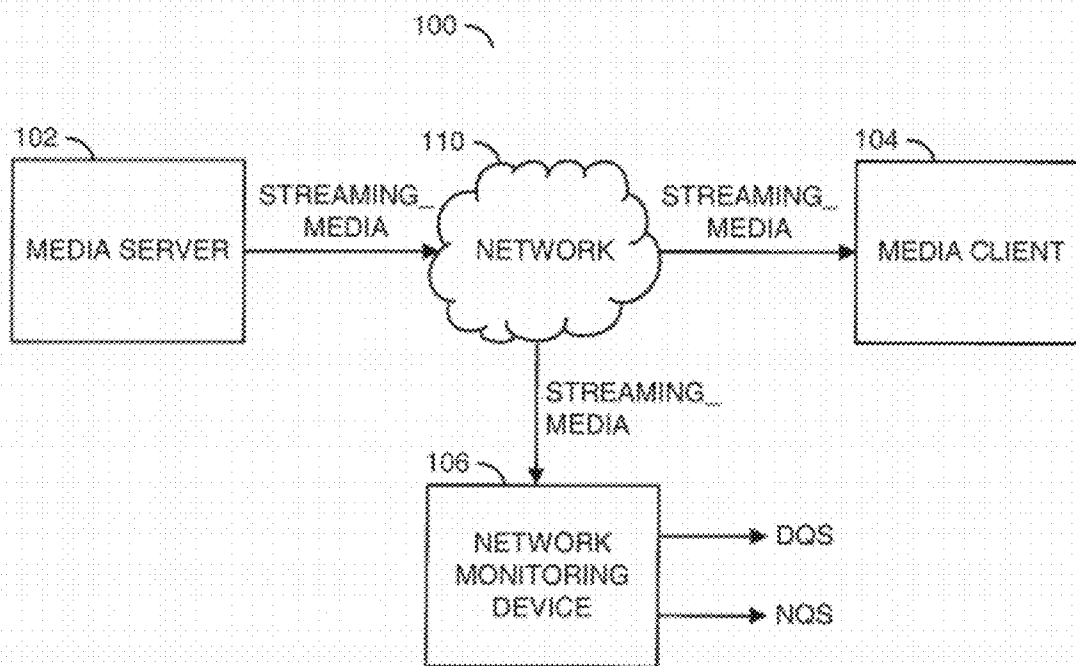 100
102
110
104
STREAMING_
MEDIA
STREAMING_
MEDIA
MEDIA SERVER
NETWORK
MEDIA CLIENT
STREAMING_
MEDIA
106
NETWORK
MONITORING
DEVICE
DQS
NQS